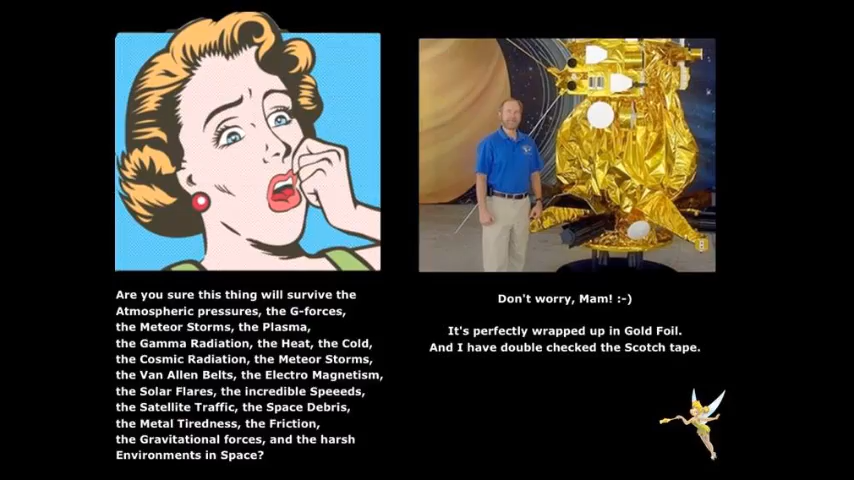 Are you sure this thing will survive the
Atmospheric pressures, the G-forces,
the Meteor Storms, the Plasma,
the Gamma Radiation, the Heat, the Cold,
the Cosmic Radiation, the Meteor Storms,
the Van Allen Belts, the Electro Magnetism,
the Solar Flares, the incredible Speeeds,
the Satellite Traffic, the Space Debris,
the Metal Tiredness, the Friction,
the Gravitational forces, and the harsh
Environments in Space?
Don't worry, Mam! :-)
It's perfectly wrapped up in Gold Foil.
And I have double checked the Scotch tape.